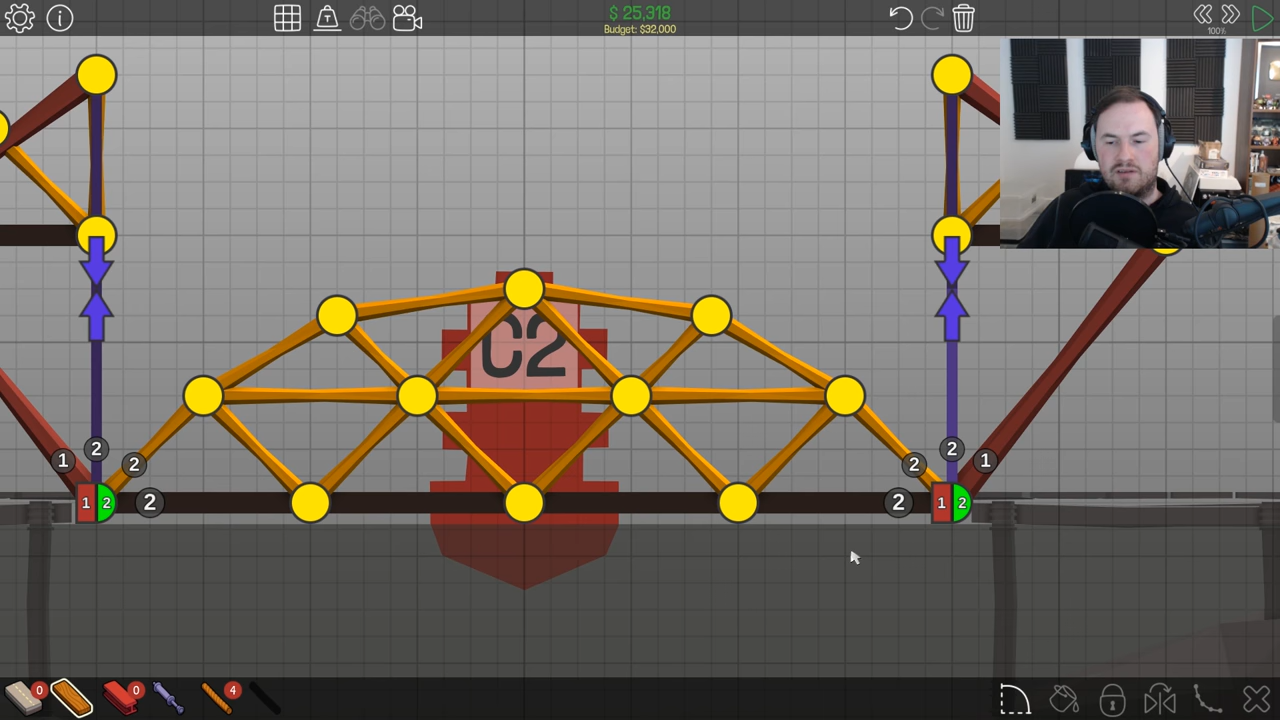 $ 25,318
Budget: $32,000
100%
C2
1 2 2
2 2 1
1 2 2
2 1 2
0 0 4